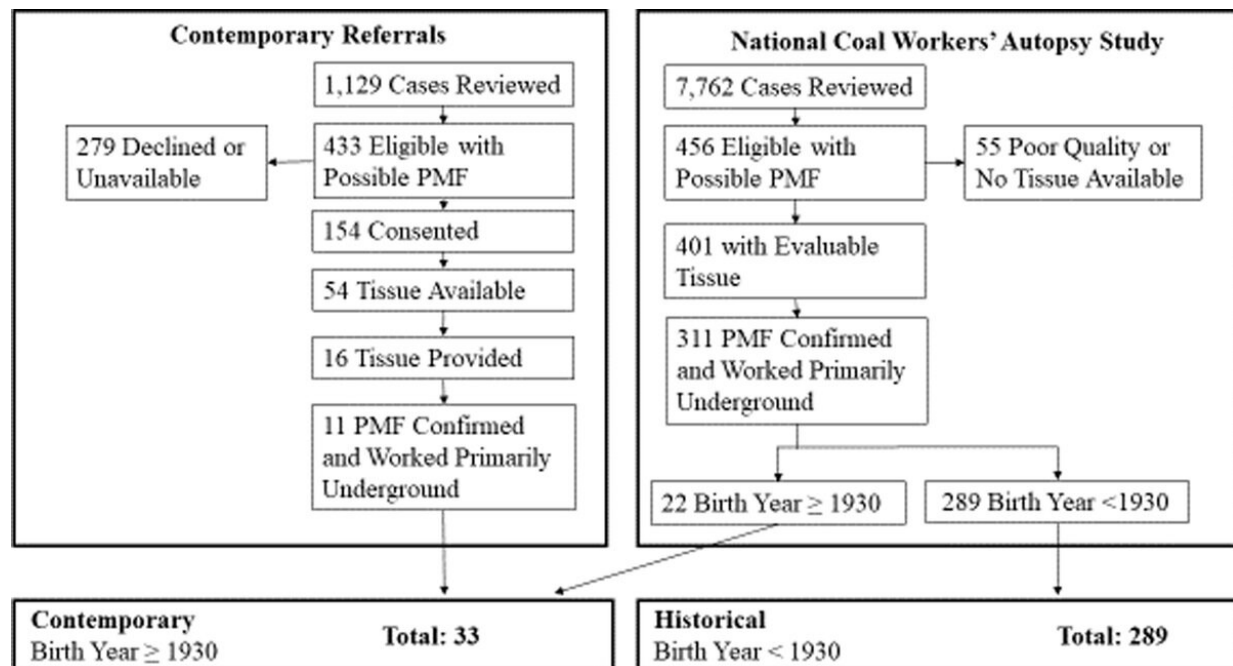 Contemporary Referrals
1,129 Cases Reviewed
279 Declined or
Unavailable
433 Eligible with
Possible PMF
154 Consented
54 Tissue Available
16 Tissue Provided
11 PMF Confirmed
and Worked Primarily
Underground
National Coal Workers' Autopsy Study
7,762 Cases Reviewed
456 Eligible with
Possible PMF
55 Poor Quality or
No Tissue Available
401 with Evaluable
Tissue
311 PMF Confirmed
and Worked Primarily
Underground
22 Birth Year ≥ 1930
289 Birth Year <1930
Contemporary
Birth Year ≥ 1930
Total: 33
Historical
Birth Year < 1930
Total: 289